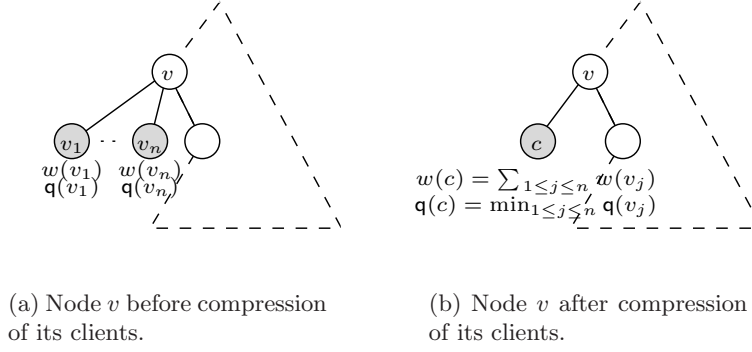 v
v
v₁ · · vₙ
c
w(v₁) w(vₙ)
q(v₁) q(vₙ)
w(c) = ∑ 1≤j≤n w(vⱼ)
q(c) = min1≤j≤n q(vⱼ)
(a) Node v before compression
of its clients.
(b) Node v after compression
of its clients.